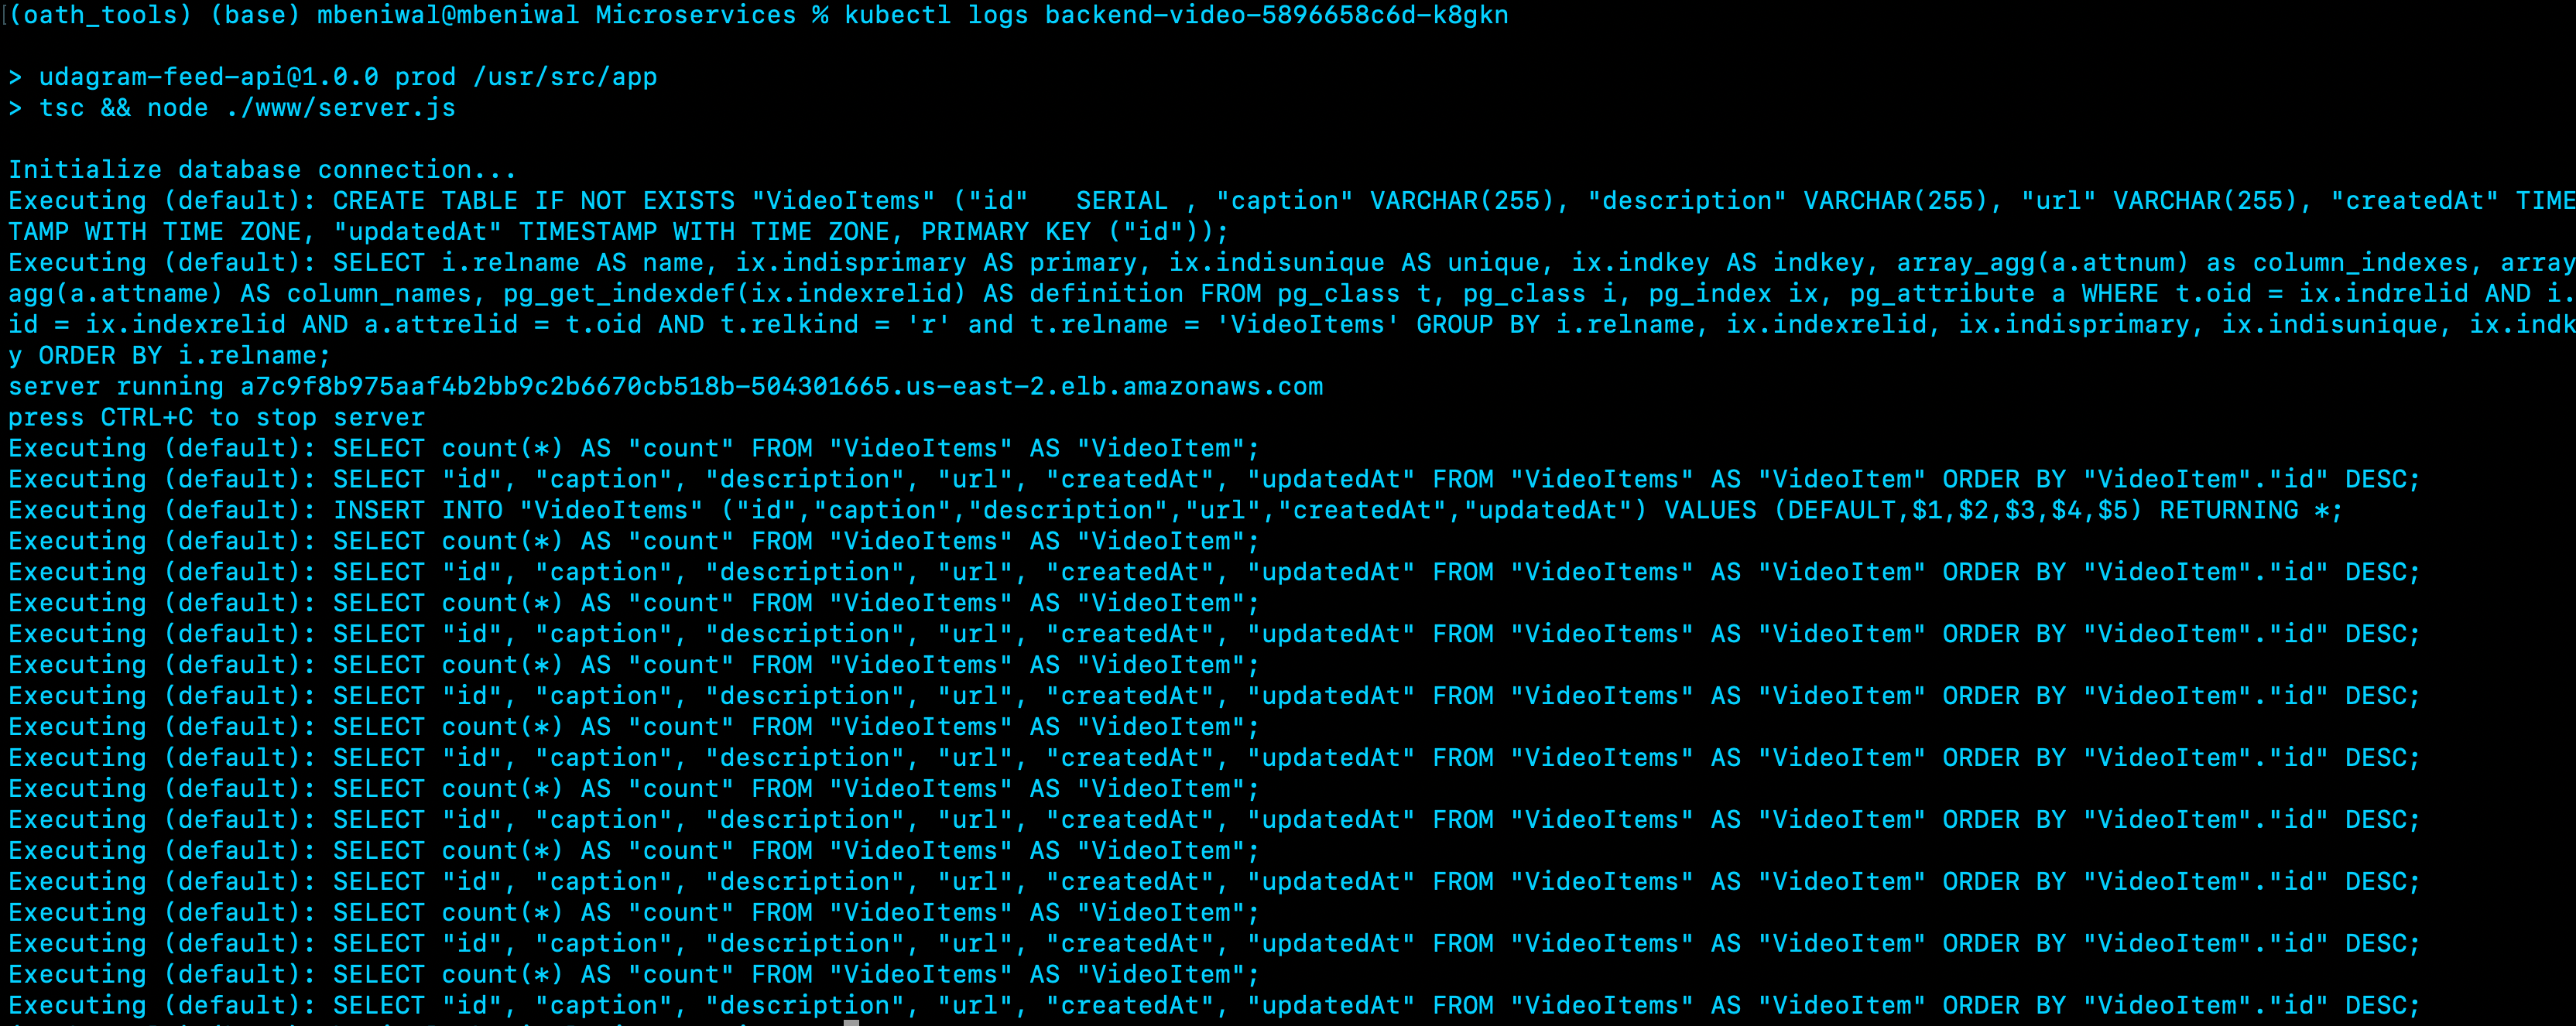 (oath_tools) (base) mbeniwal@mbeniwal Microservices % kubectl logs backend-video-5896658c6d-k8gkn
> udagram-feed-api@1.0.0 prod /usr/src/app
> tsc && node ./www/server.js
Initialize database connection...
Executing (default): CREATE TABLE IF NOT EXISTS "VideoItems" ("id"   SERIAL , "caption" VARCHAR(255), "description" VARCHAR(255), "url" VARCHAR(255), "createdAt" TIME
TAMP WITH TIME ZONE, "updatedAt" TIMESTAMP WITH TIME ZONE, PRIMARY KEY ("id"));
Executing (default): SELECT i.relname AS name, ix.indisprimary AS primary, ix.indisunique AS unique, ix.indkey AS indkey, array_agg(a.attnum) as column_indexes, array
agg(a.attname) AS column_names, pg_get_indexdef(ix.indexrelid) AS definition FROM pg_class t, pg_class i, pg_index ix, pg_attribute a WHERE t.oid = ix.indrelid AND i.
id = ix.indexrelid AND a.attrelid = t.oid AND t.relkind = 'r' and t.relname = 'VideoItems' GROUP BY i.relname, ix.indexrelid, ix.indisprimary, ix.indisunique, ix.indk
y ORDER BY i.relname;
server running a7c9f8b975aaf4b2bb9c2b6670cb518b-504301665.us-east-2.elb.amazonaws.com
press CTRL+C to stop server
Executing (default): SELECT count(*) AS "count" FROM "VideoItems" AS "VideoItem";
Executing (default): SELECT "id", "caption", "description", "url", "createdAt", "updatedAt" FROM "VideoItems" AS "VideoItem" ORDER BY "VideoItem"."id" DESC;
Executing (default): INSERT INTO "VideoItems" ("id","caption","description","url","createdAt","updatedAt") VALUES (DEFAULT,$1,$2,$3,$4,$5) RETURNING *;
Executing (default): SELECT count(*) AS "count" FROM "VideoItems" AS "VideoItem";
Executing (default): SELECT "id", "caption", "description", "url", "createdAt", "updatedAt" FROM "VideoItems" AS "VideoItem" ORDER BY "VideoItem"."id" DESC;
Executing (default): SELECT count(*) AS "count" FROM "VideoItems" AS "VideoItem";
Executing (default): SELECT "id", "caption", "description", "url", "createdAt", "updatedAt" FROM "VideoItems" AS "VideoItem" ORDER BY "VideoItem"."id" DESC;
Executing (default): SELECT count(*) AS "count" FROM "VideoItems" AS "VideoItem";
Executing (default): SELECT "id", "caption", "description", "url", "createdAt", "updatedAt" FROM "VideoItems" AS "VideoItem" ORDER BY "VideoItem"."id" DESC;
Executing (default): SELECT count(*) AS "count" FROM "VideoItems" AS "VideoItem";
Executing (default): SELECT "id", "caption", "description", "url", "createdAt", "updatedAt" FROM "VideoItems" AS "VideoItem" ORDER BY "VideoItem"."id" DESC;
Executing (default): SELECT count(*) AS "count" FROM "VideoItems" AS "VideoItem";
Executing (default): SELECT "id", "caption", "description", "url", "createdAt", "updatedAt" FROM "VideoItems" AS "VideoItem" ORDER BY "VideoItem"."id" DESC;
Executing (default): SELECT count(*) AS "count" FROM "VideoItems" AS "VideoItem";
Executing (default): SELECT "id", "caption", "description", "url", "createdAt", "updatedAt" FROM "VideoItems" AS "VideoItem" ORDER BY "VideoItem"."id" DESC;
Executing (default): SELECT count(*) AS "count" FROM "VideoItems" AS "VideoItem";
Executing (default): SELECT "id", "caption", "description", "url", "createdAt", "updatedAt" FROM "VideoItems" AS "VideoItem" ORDER BY "VideoItem"."id" DESC;
Executing (default): SELECT count(*) AS "count" FROM "VideoItems" AS "VideoItem";
Executing (default): SELECT "id", "caption", "description", "url", "createdAt", "updatedAt" FROM "VideoItems" AS "VideoItem" ORDER BY "VideoItem"."id" DESC;